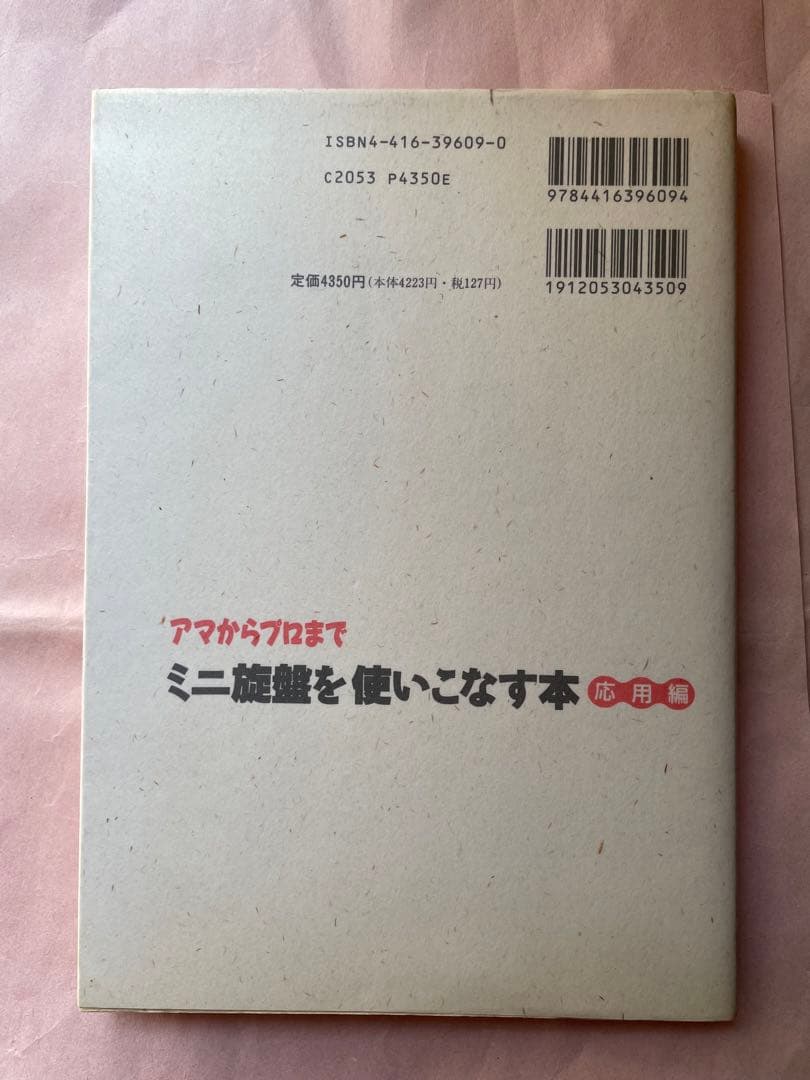 ISBN4-416-39609-0
C2053 P4350E
9784416396094
定価4350円(本体4223円・税127円)
1912053043509
アマからプロまで
ミニ旋盤を使いこなす本 応用編